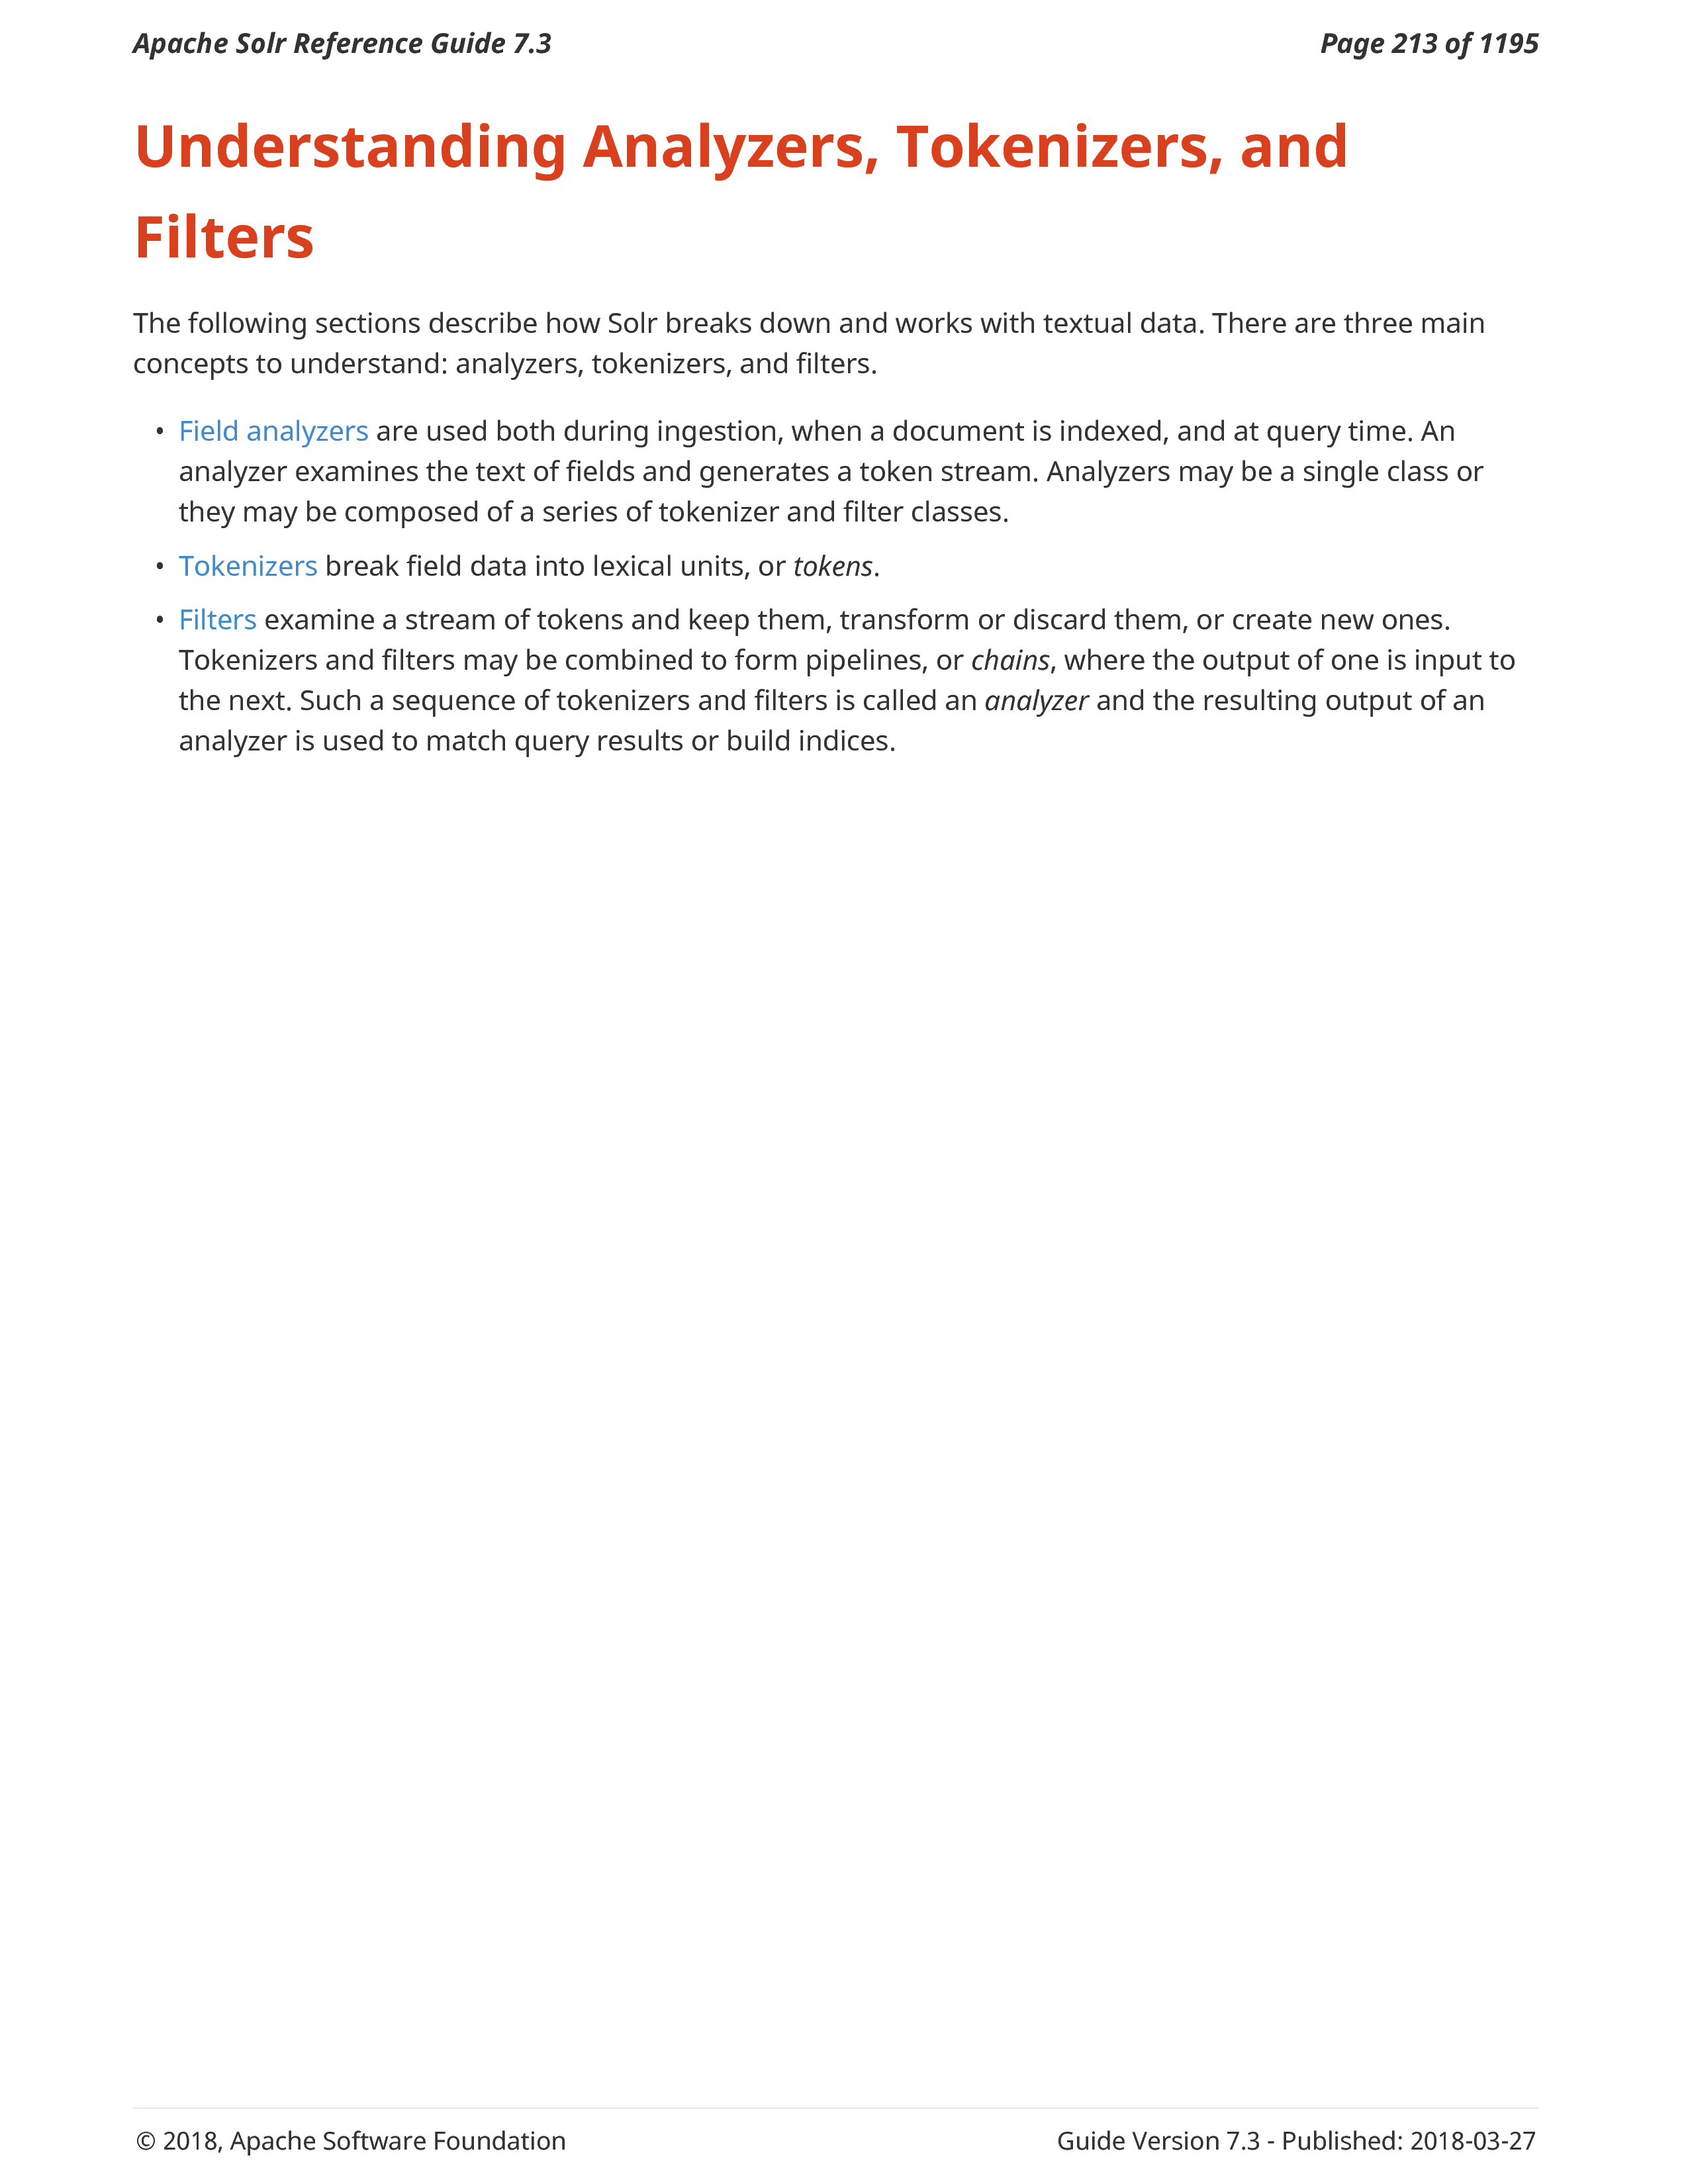 Apache Solr Reference Guide 7.3
Page 213 of 1195
Understanding Analyzers, Tokenizers, and
Filters
The following sections describe how Solr breaks down and works with textual data. There are three main
concepts to understand: analyzers, tokenizers, and filters.
• Field analyzers are used both during ingestion, when a document is indexed, and at query time. An
analyzer examines the text of fields and generates a token stream. Analyzers may be a single class or
they may be composed of a series of tokenizer and filter classes.
• Tokenizers break field data into lexical units, or tokens.
• Filters examine a stream of tokens and keep them, transform or discard them, or create new ones.
Tokenizers and filters may be combined to form pipelines, or chains, where the output of one is input to
the next. Such a sequence of tokenizers and filters is called an analyzer and the resulting output of an
analyzer is used to match query results or build indices.
© 2018, Apache Software Foundation
Guide Version 7.3 - Published: 2018-03-27